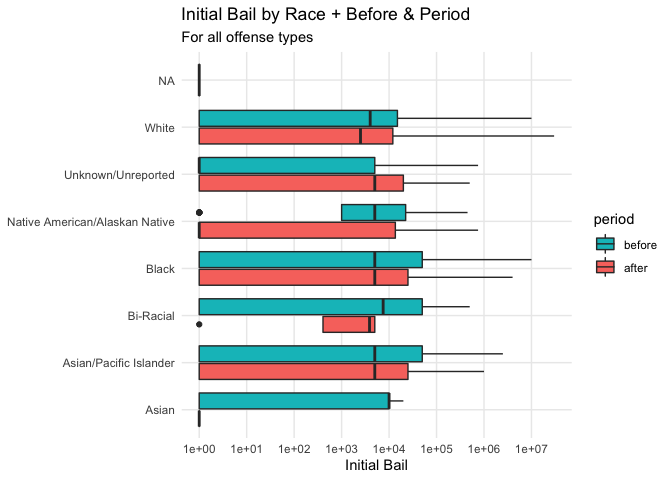 Initial Bail by Race + Before & Period
For all offense types
NA
White
Unknown/Unreported
Native American/Alaskan Native
Black
Bi-Racial
Asian/Pacific Islander
Asian
1e+00 1e+01 1e+02 1e+03 1e+04 1e+05 1e+06 1e+07
Initial Bail
period
before
after